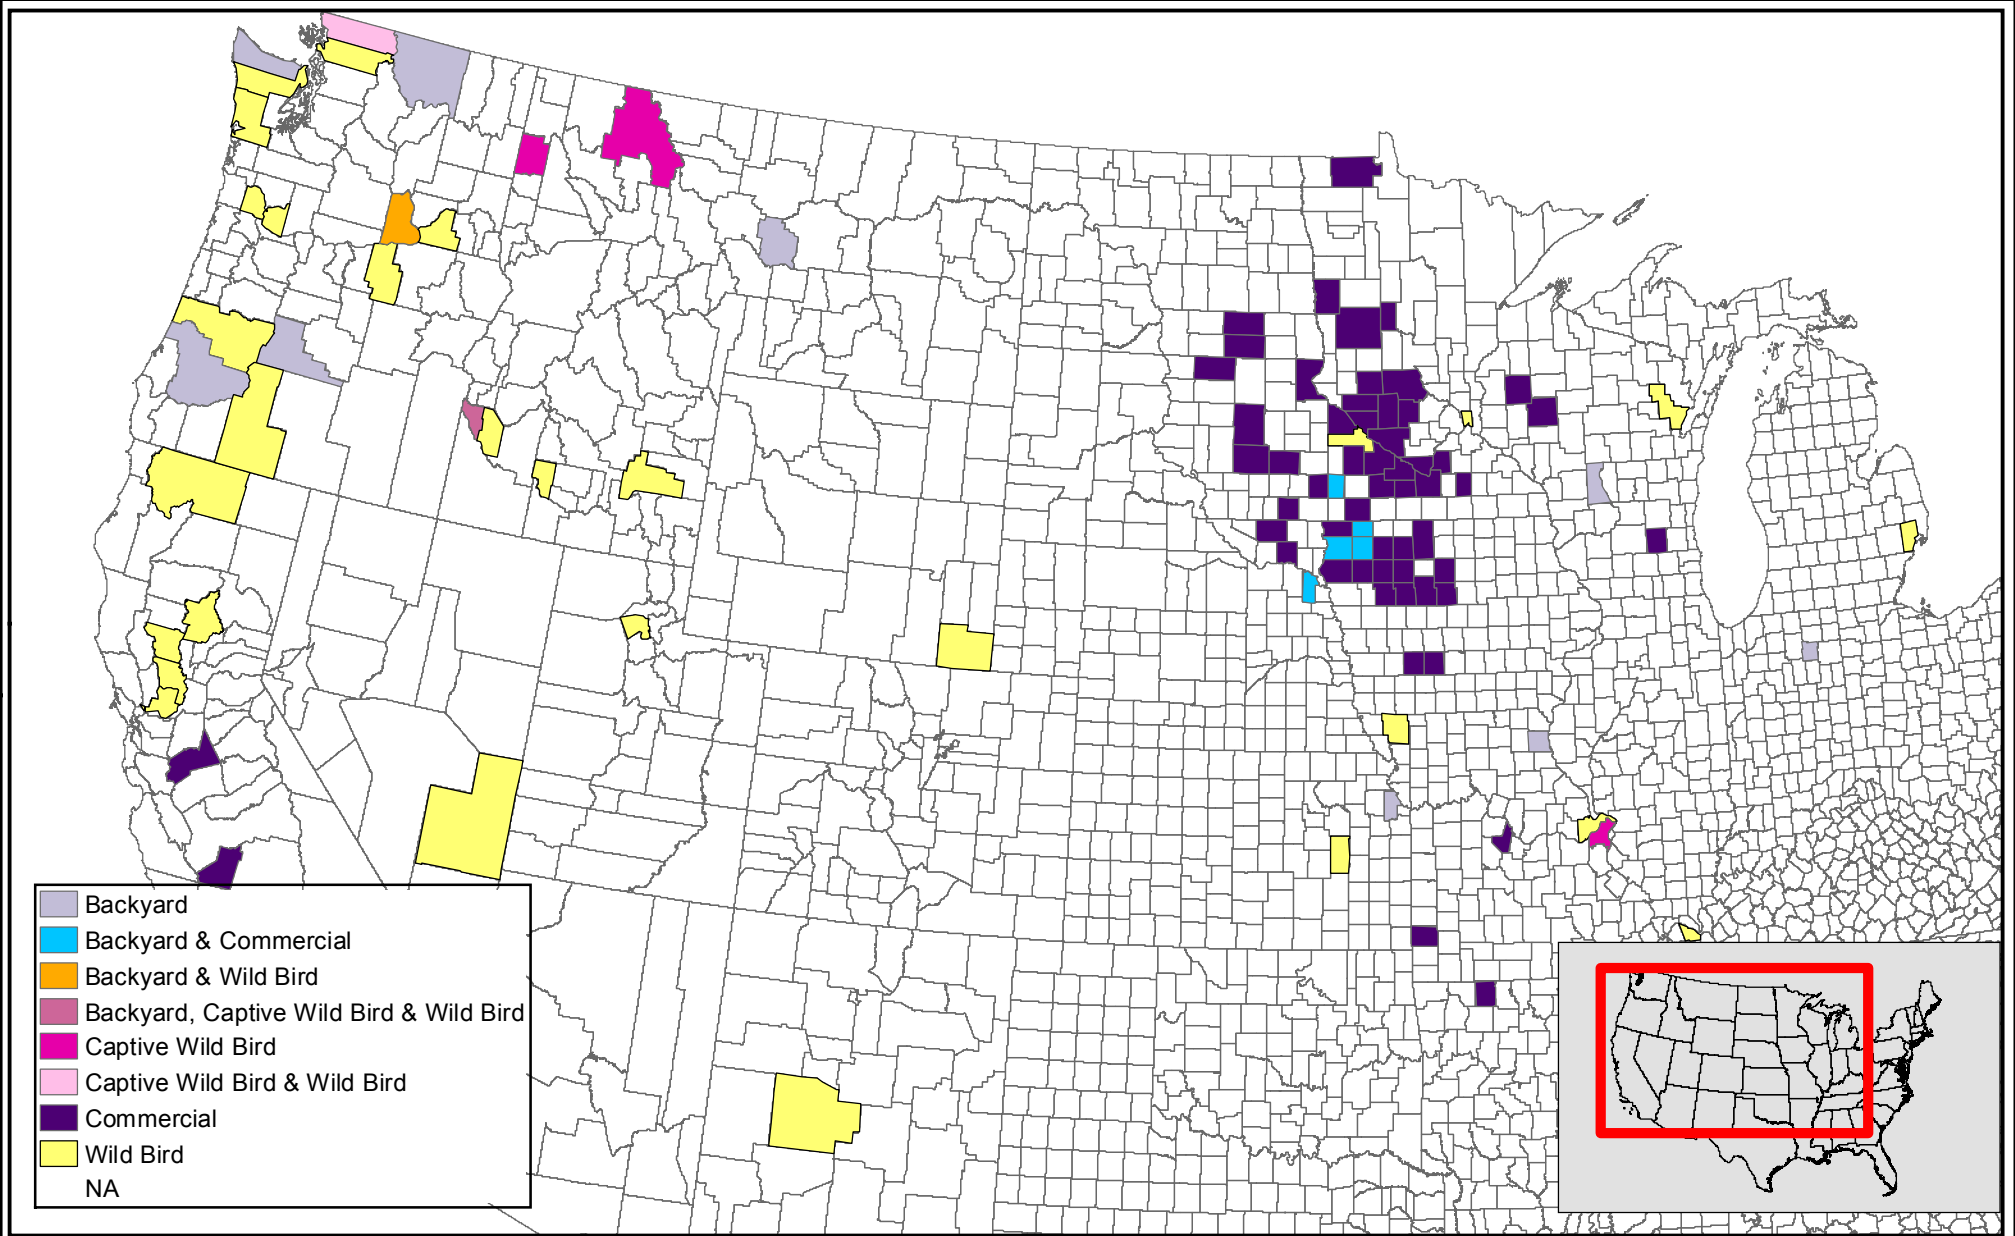 Backyard
Backyard & Commercial
Backyard & Wild Bird
Backyard, Captive Wild Bird & Wild Bird
Captive Wild Bird
Captive Wild Bird & Wild Bird
Commercial
Wild Bird
NA